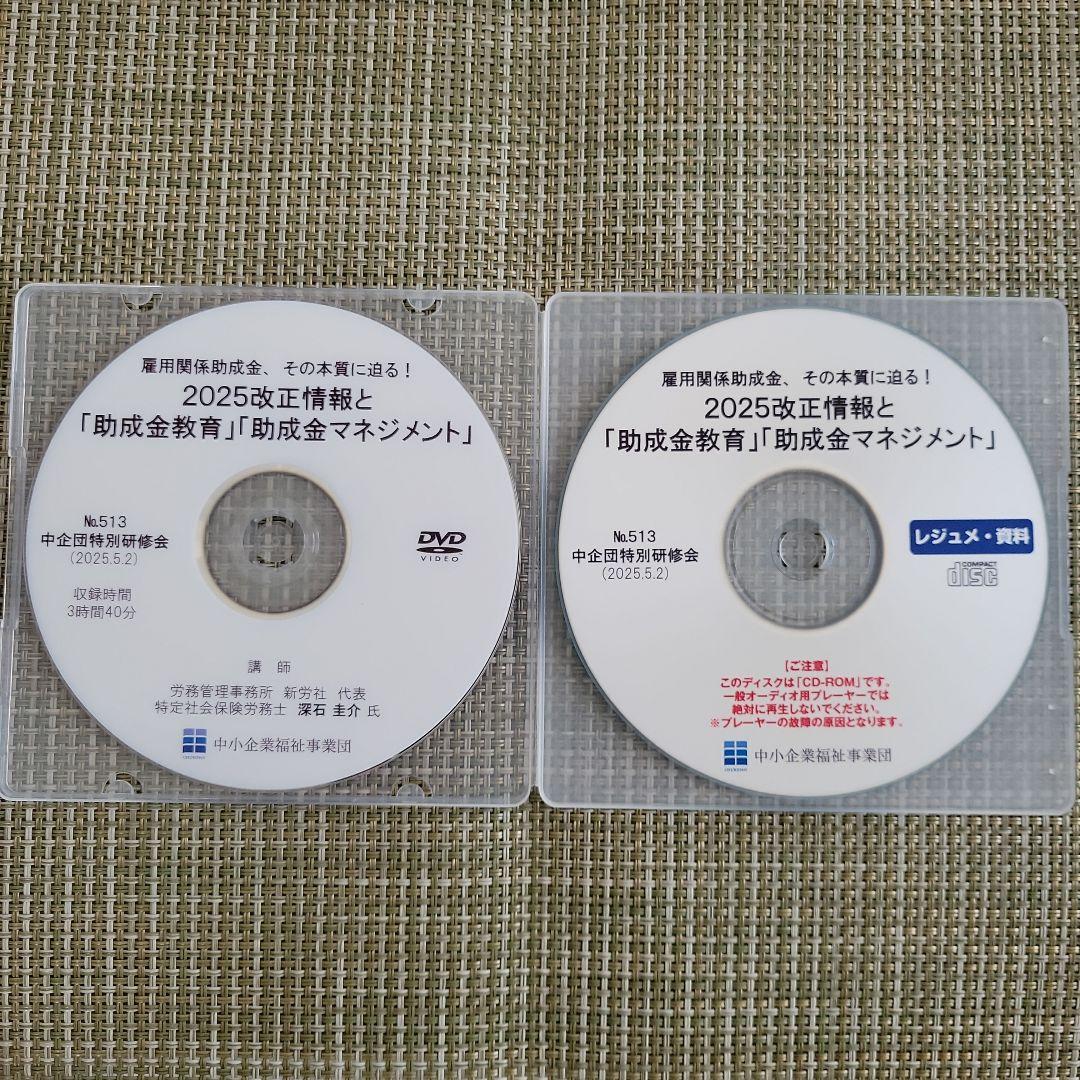 雇用関係助成金、その本質に迫る！
2025改正情報と
「助成金教育」「助成金マネジメント」
№513
中企団特別研修会
(2025.5.2)
収録時間
3時間40分
DVD
VIDEO
講 師
労務管理事務所 新労社 代表
特定社会保険労務士 深石 圭介 氏
中小企業福祉事業団
雇用関係助成金、その本質に迫る！
2025改正情報と
「助成金教育」「助成金マネジメント」
№513
中企団特別研修会
(2025.5.2)
レジュメ・資料
COMPACT
disc
【ご注意】
このディスクは「CD-ROM」です。
一般オーディオ用プレーヤーでは
絶対に再生しないでください。
※プレーヤーの故障の原因となります。
中小企業福祉事業団